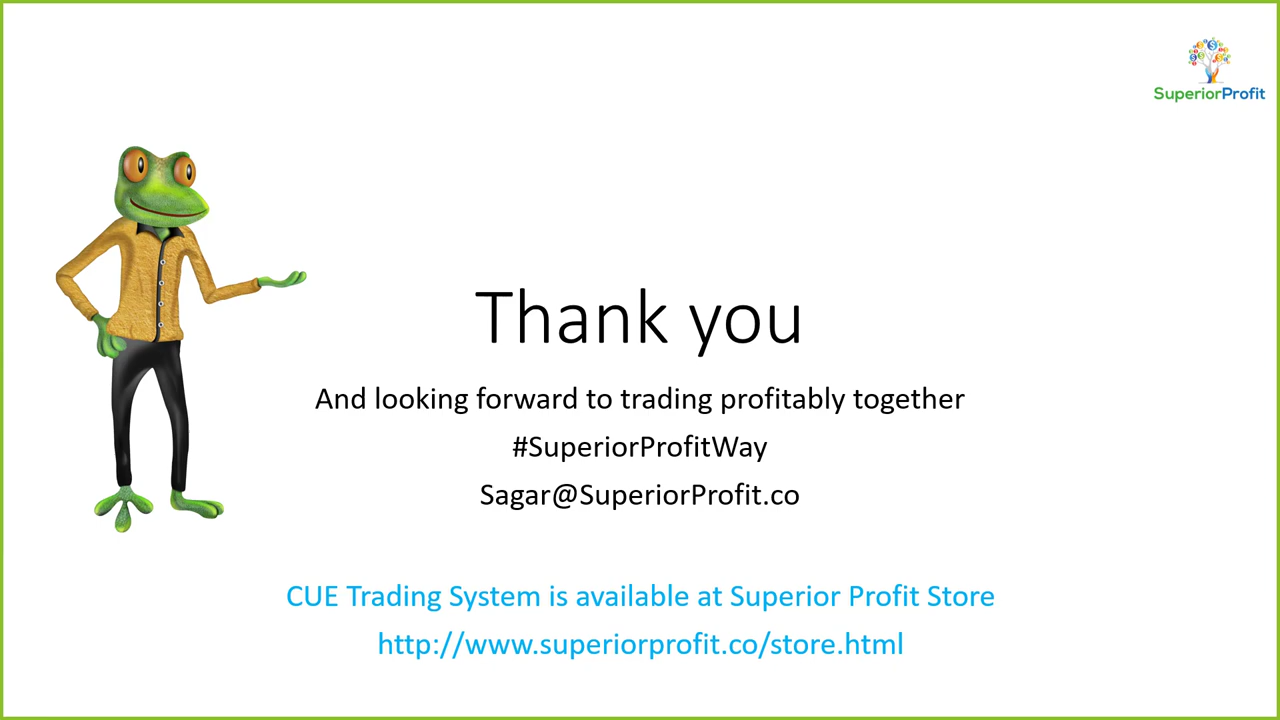 SuperiorProfit
Thank you
And looking forward to trading profitably together
#SuperiorProfitWay
Sagar@SuperiorProfit.co
CUE Trading System is available at Superior Profit Store
http://www.superiorprofit.co/store.html